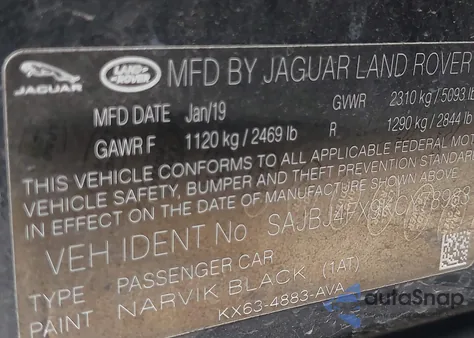 JAGUAR
LAND ROVER
MFD BY JAGUAR LAND ROVER
MFD DATE Jan/19 GVWR 2310 kg / 5093 lb
GAWR F 1120 kg / 2469 lb R 1290 kg / 2844 lb
THIS VEHICLE CONFORMS TO ALL APPLICABLE FEDERAL MOT
VEHICLE SAFETY, BUMPER AND THEFT PREVENTION STANDARD
IN EFFECT ON THE DATE OF MANUFACTURE SHOWN ABOVE
VEH IDENT No
TYPE PASSENGER CAR
PAINT NARVIK BLACK (1AT)
KX63-4883-AVA
autoSnap